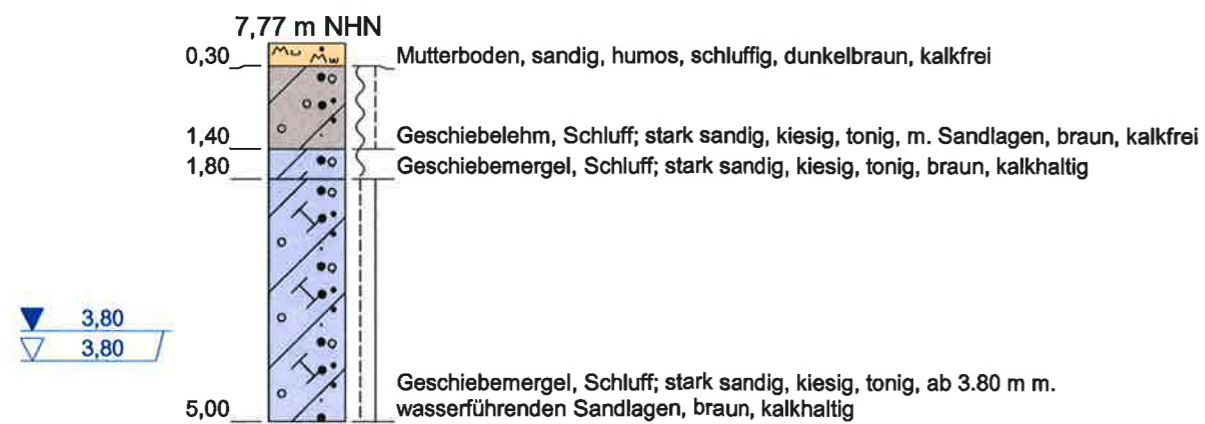 7,77 m NHN
0,30 Mutterboden, sandig, humos, schluffig, dunkelbraun, kalkfrei
1,40 Geschiebelehm, Schluff; stark sandig, kiesig, tonig, m. Sandlagen, braun, kalkfrei
1,80 Geschiebemergel, Schluff; stark sandig, kiesig, tonig, braun, kalkhaltig
3,80
3,80
Geschiebemergel, Schluff; stark sandig, kiesig, tonig, ab 3.80 m m.
5,00 wasserführenden Sandlagen, braun, kalkhaltig